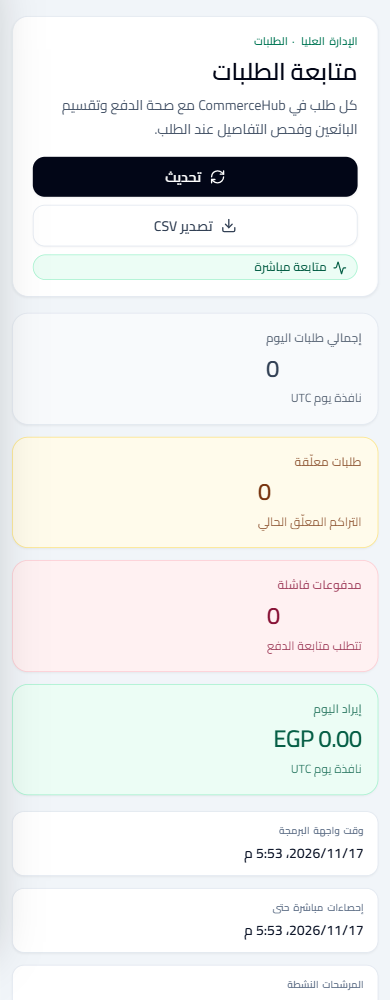 الإدارة العليا · الطلبات
متابعة الطلبات
كل طلب في CommerceHub مع صحة الدفع وتقسيم
البائعين وفحص التفاصيل عند الطلب.
تحديث
تصدير CSV
متابعة مباشرة
إجمالي طلبات اليوم
0
نافذة يوم UTC
طلبات معلّقة
0
التراكم المعلّق الحالي
مدفوعات فاشلة
0
تتطلب متابعة الدفع
إيراد اليوم
EGP 0.00
نافذة يوم UTC
وقت واجهة البرمجة
2026/11/17، 5:53 م
إحصاءات مباشرة حتى
2026/11/17، 5:53 م
المرشحات النشطة